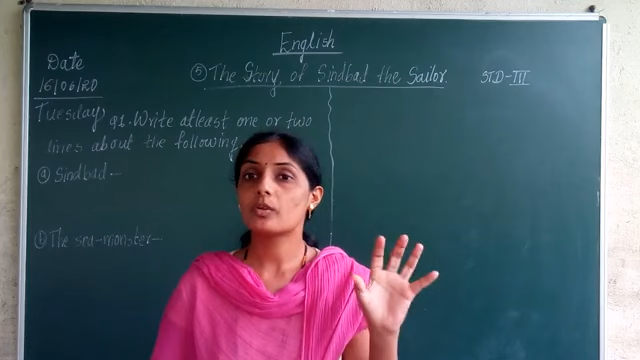 English
Date
16/06/20
Tuesday
⑤ The Story of Sindbad the Sailor.
STD-III
Q1. Write atleast one or two
lines about the following
ⓐ Sindbad -
The sea-monster-